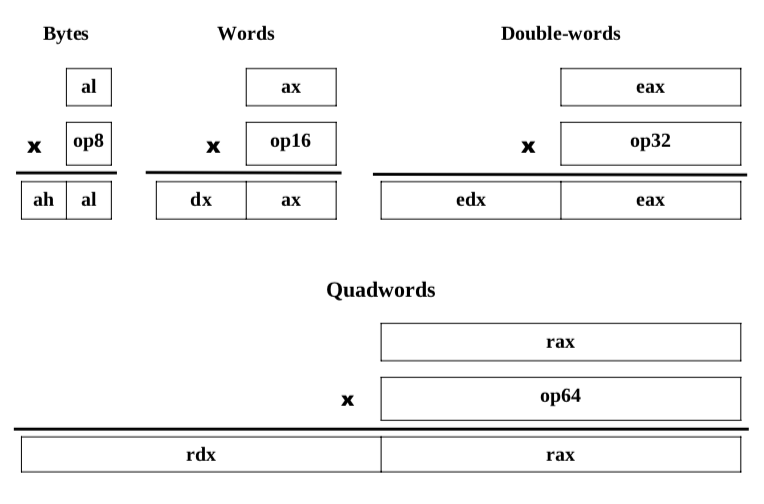 Bytes Words Double-words
al ax eax
x op8 x op16 x op32
ah al dx ax edx eax
Quadwords
rax
x op64
rdx rax